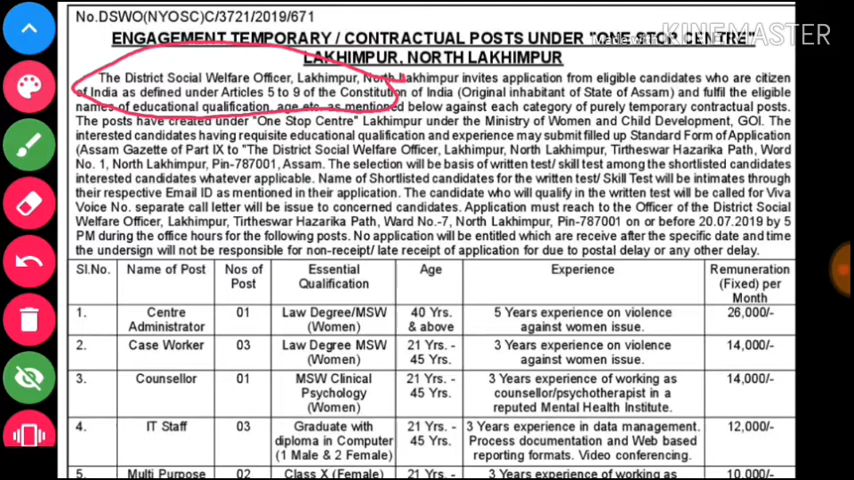 No.DSWO(NYOSC)C/3721/2019/671
ENGAGEMENT TEMPORARY / CONTRACTUAL POSTS UNDER "ONE STOP CENTRE"
Made with KINEMASTER
LAKHIMPUR, NORTH LAKHIMPUR
The District Social Welfare Officer, Lakhimpur, North Lakhimpur invites application from eligible candidates who are citizen
of India as defined under Articles 5 to 9 of the Constitution of India (Original inhabitant of State of Assam) and fulfil the eligible
names of educational qualification, age etc. as mentioned below against each category of purely temporary contractual posts.
The posts have created under "One Stop Centre" Lakhimpur under the Ministry of Women and Child Development, GOI. The
interested candidates having requisite educational qualification and experience may submit filled up Standard Form of Application
(Assam Gazette of Part IX to "The District Social Welfare Officer, Lakhimpur, North Lakhimpur, Tirtheswar Hazarika Path, Word
No. 1, North Lakhimpur, Pin-787001, Assam. The selection will be basis of written test/ skill test among the shortlisted candidates
interested candidates whatever applicable. Name of Shortlisted candidates for the written test/ Skill Test will be intimates through
their respective Email ID as mentioned in their application. The candidate who will qualify in the written test will be called for Viva
Voice No. separate call letter will be issue to concerned candidates. Application must reach to the Officer of the District Social
Welfare Officer, Lakhimpur, Tirtheswar Hazarika Path, Ward No.-7, North Lakhimpur, Pin-787001 on or before 20.07.2019 by 5
PM during the office hours for the following posts. No application will be entitled which are receive after the specific date and time
the undersign will not be responsible for non-receipt/ late receipt of application for due to postal delay or any other delay.
Sl.No. Name of Post Nos of Post Essential Qualification Age Experience Remuneration (Fixed) per Month
1. Centre Administrator 01 Law Degree/MSW (Women) 40 Yrs. & above 5 Years experience on violence against women issue. 26,000/-
2. Case Worker 03 Law Degree MSW (Women) 21 Yrs. - 45 Yrs. 3 Years experience on violence against women issue. 14,000/-
3. Counsellor 01 MSW Clinical Psychology (Women) 21 Yrs. - 45 Yrs. 3 Years experience of working as counsellor/psychotherapist in a reputed Mental Health Institute. 14,000/-
4. IT Staff 03 Graduate with diploma in Computer (1 Male & 2 Female) 21 Yrs. - 45 Yrs. 3 Years experience in data management. Process documentation and Web based reporting formats. Video conferencing. 12,000/-
5. Multi Purpose 02 Class X (Female) 21 Yrs. - 3 Years experience of working as 10,000/-